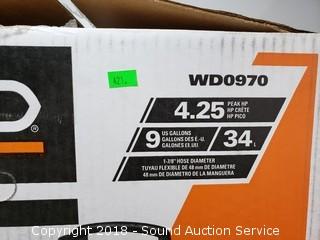 421.
WD0970
4.25 PEAK HP
HP CRÊTE
HP PICO
9 US GALLONS
GALLONS DES É.-U.
GALONES EE.UU.
34 L
1-7/8" HOSE DIAMETER
TUYAU FLEXIBLE DE 48 mm DE DIAMÈTRE
48 mm DE DIÁMETRO DE LA MANGUERA
®
Copyright 2018 - Sound Auction Service